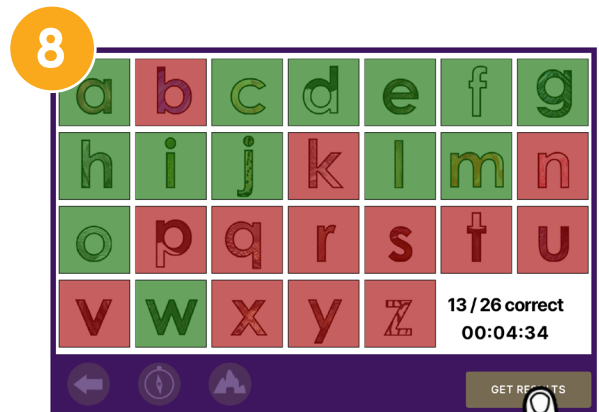 8
a b c d e f g
h i j k l m n
o p q r s t u
v w x y z
13 / 26 correct
00:04:34
GET RESULTS